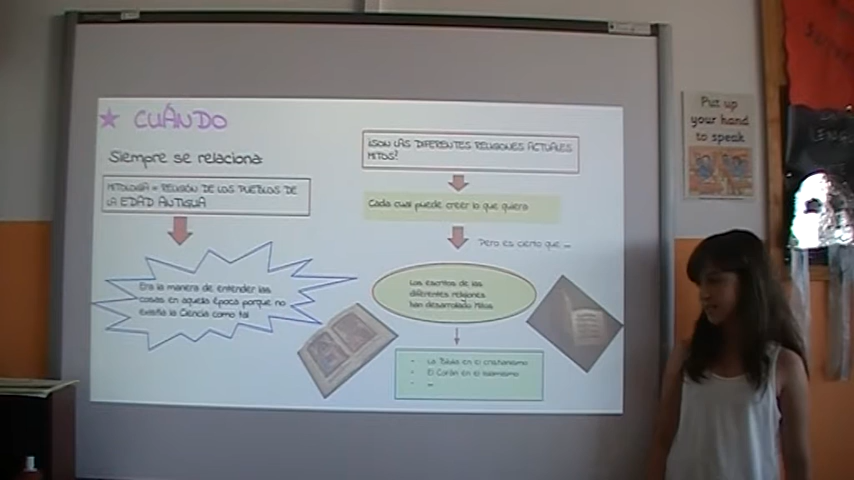 CUÁNDO
Siempre se relaciona:
MITOLOGÍA = RELIGIÓN DE LOS PUEBLOS DE
LA EDAD ANTIGUA
Era la manera de entender las
cosas en aquella Época porque no
existía la Ciencia como tal
¿SON LAS DIFERENTES RELIGIONES ACTUALES
MITOS?
Cada cual puede creer lo que quiera
Pero es cierto que ...
Los escritos de las
diferentes religiones
han desarrollado Mitos
- La Biblia en el cristianismo
- El Corán en el islamismo
- ...
Put up
your hand
to speak
LENG